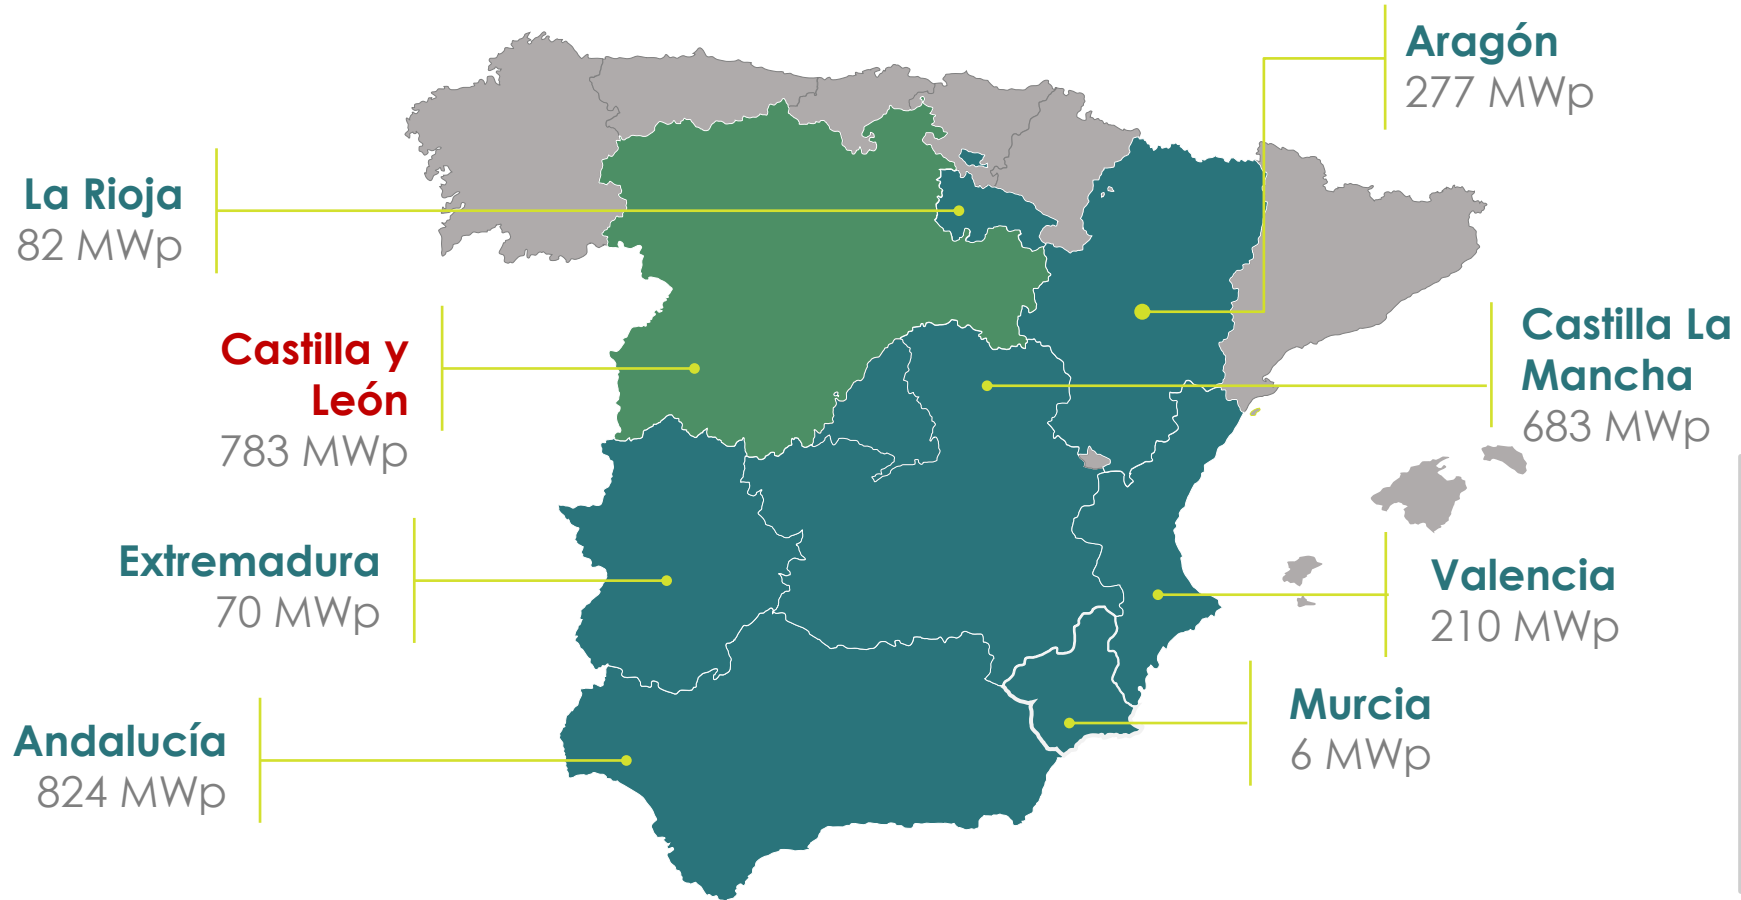 Aragón
277 MWp
La Rioja
82 MWp
Castilla y
León
783 MWp
Castilla La
Mancha
683 MWp
Extremadura
70 MWp
Valencia
210 MWp
Murcia
6 MWp
Andalucía
824 MWp